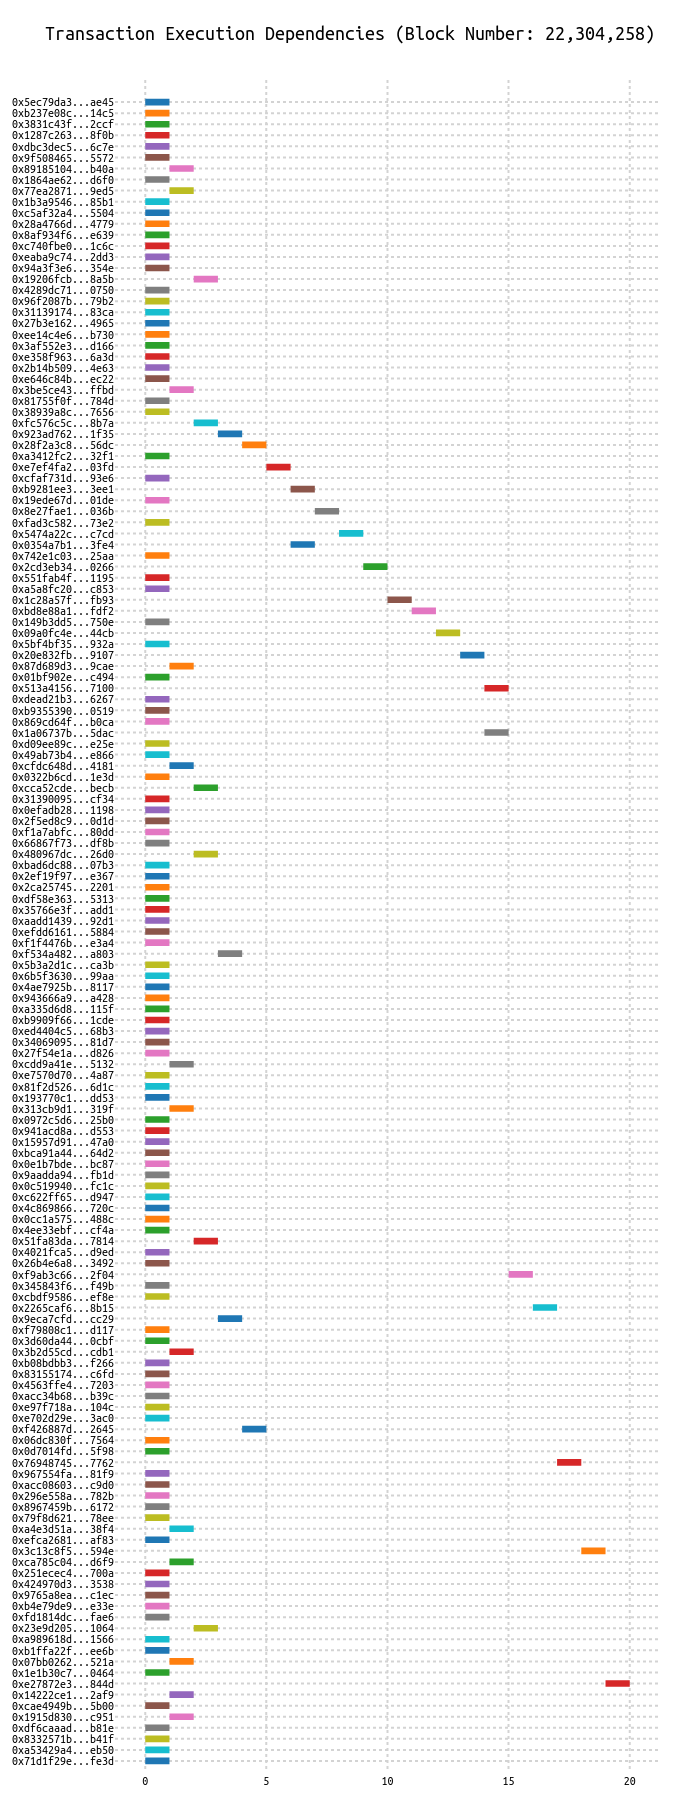 Transaction Execution Dependencies (Block Number: 22,304,258)
0x5ec79da3...ae45
0xb237e08c...14c5
0x3831c43f...2ccf
0x1287c263...8f0b
0xdbc3dec5...6c7e
0x9f508465...5572
0x89185104...b40a
0x1864ae62...d6f0
0x77ea2871...9ed5
0x1b3a9546...85b1
0xc5af32a4...5504
0x28a4766d...4779
0x8af934f6...e639
0xc740fbe0...1c6c
0xeaba9c74...2dd3
0x94a3f3e6...354e
0x19206fcb...8a5b
0x4289dc71...0750
0x96f2087b...79b2
0x31139174...83ca
0x27b3e162...4965
0xee14c4e6...b730
0x3af552e3...d166
0xe358f963...6a3d
0x2b14b509...4e63
0xe646c84b...ec22
0x3be5ce43...ffbd
0x81755f0f...784d
0x38939a8c...7656
0xfc576c5c...8b7a
0x923ad762...1f35
0x28f2a3c8...56dc
0xa3412fc2...32f1
0xe7ef4fa2...03fd
0xcfaf731d...93e6
0xb9281ee3...3ee1
0x19ede67d...01de
0x8e27fae1...036b
0xfad3c582...73e2
0x5474a22c...c7cd
0x0354a7b1...3fe4
0x742e1c03...25aa
0x2cd3eb34...0266
0x551fab4f...1195
0xa5a8fc20...c853
0x1c28a57f...fb93
0xbd8e88a1...fdf2
0x149b3dd5...750e
0x09a0fc4e...44cb
0x5bf4bf35...932a
0x20e832fb...9107
0x87d689d3...9cae
0x01bf902e...c494
0x513a4156...7100
0xdead21b3...6267
0xb9355390...0519
0x869cd64f...b0ca
0x1a06737b...5dac
0xd09ee89c...e25e
0x49ab73b4...e866
0xcfdc648d...4181
0x0322b6cd...1e3d
0xcca52cde...becb
0x31390095...cf34
0x0efadb28...1198
0x2f5ed8c9...0d1d
0xf1a7abfc...80dd
0x66867f73...df8b
0x480967dc...26d0
0xbad6dc88...07b3
0x2ef19f97...e367
0x2ca25745...2201
0xdf58e363...5313
0x35766e3f...add1
0xaadd1439...92d1
0xefdd6161...5884
0xf1f4476b...e3a4
0xf534a482...a803
0x5b3a2d1c...ca3b
0x6b5f3630...99aa
0x4ae7925b...8117
0x943666a9...a428
0xa335d6d8...115f
0xb9909f66...1cde
0xed4404c5...68b3
0x34069095...81d7
0x27f54e1a...d826
0xcdd9a41e...5132
0xe7570d70...4a87
0x81f2d526...6d1c
0x193770c1...dd53
0x313cb9d1...319f
0x0972c5d6...25b0
0x941acd8a...d553
0x15957d91...47a0
0xbca91a44...64d2
0x0e1b7bde...bc87
0x9aadda94...fb1d
0x0c519940...fc1c
0xc622ff65...d947
0x4c869866...720c
0x0cc1a575...488c
0x4ee33ebf...cf4a
0x51fa83da...7814
0x4021fca5...d9ed
0x26b4e6a8...3492
0xf9ab3c66...2f04
0x345843f6...f49b
0xcbdf9586...ef8e
0x2265caf6...8b15
0x9eca7cfd...cc29
0xf79808c1...d117
0x3d60da44...0cbf
0x3b2d55cd...cdb1
0xb08bdbb3...f266
0x83155174...c6fd
0x4563ffe4...7203
0xacc34b68...b39c
0xe97f718a...104c
0xe702d29e...3ac0
0xf426887d...2645
0x06dc830f...7564
0x0d7014fd...5f98
0x76948745...7762
0x967554fa...81f9
0xacc08603...c9d0
0x296e558a...782b
0x8967459b...6172
0x79f8d621...78ee
0xa4e3d51a...38f4
0xefca2681...af83
0x3c13c8f5...594e
0xca785c04...d6f9
0x251ecec4...700a
0x424970d3...3538
0x9765a8ea...c1ec
0xb4e79de9...e33e
0xfd1814dc...fae6
0x23e9d205...1064
0xa989618d...1566
0xb1ffa22f...ee6b
0x07bb0262...521a
0x1e1b30c7...0464
0xe27872e3...844d
0x14222ce1...2af9
0xcae4949b...5b00
0x1915d830...c951
0xdf6caaad...b81e
0x8332571b...b41f
0xa53429a4...eb50
0x71d1f29e...fe3d
0 5 10 15 20